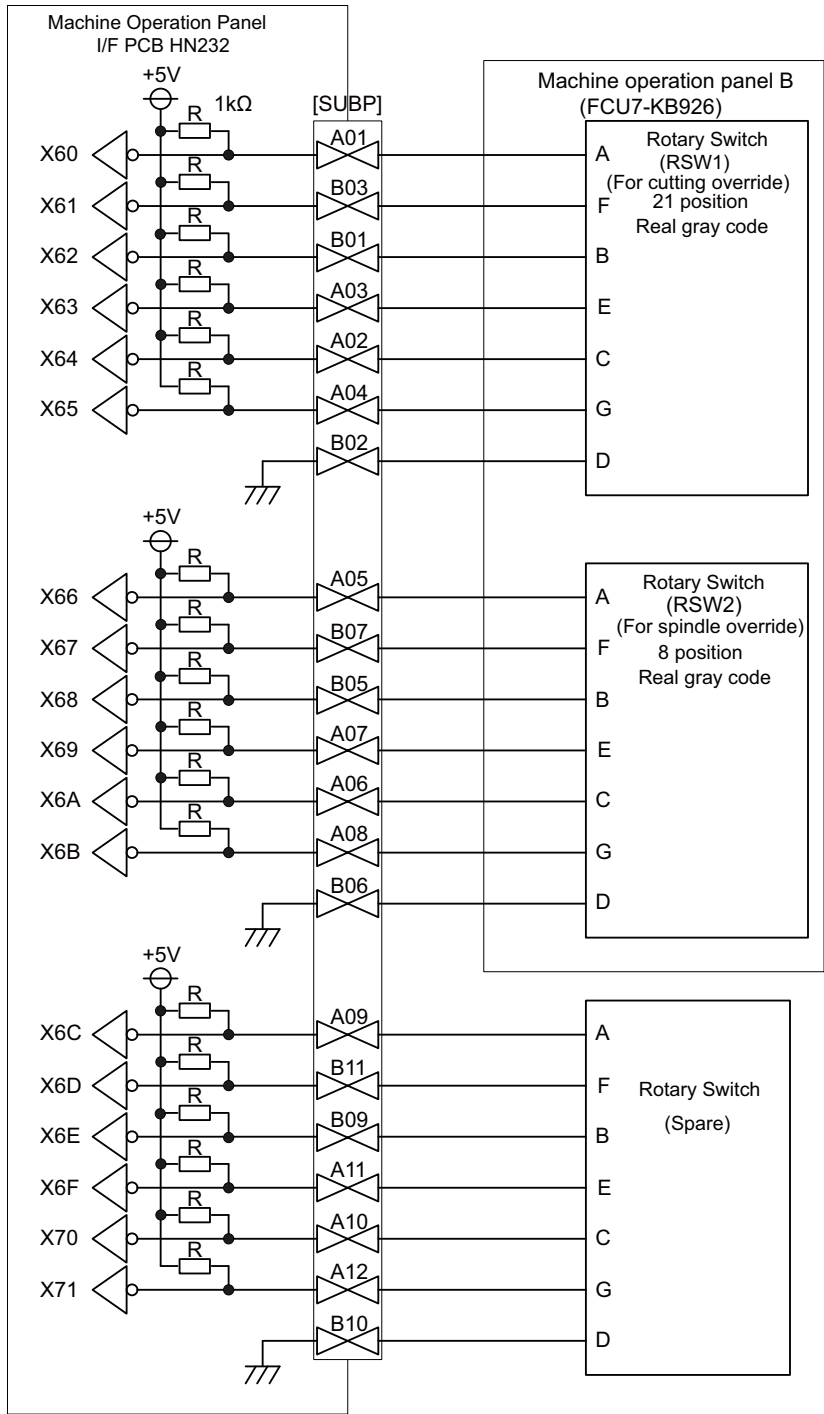 Machine Operation Panel
I/F PCB HN232
+5V
R 1kΩ
[SUBP]
Machine operation panel B
(FCU7-KB926)
X60 A01 A
R
X61 B03 F
R
X62 B01 B
R
X63 A03 E
R
X64 A02 C
R
X65 A04 G
B02 D
Rotary Switch
(RSW1)
(For cutting override)
21 position
Real gray code
+5V
R
X66 A05 A
R
X67 B07 F
R
X68 B05 B
R
X69 A07 E
R
X6A A06 C
R
X6B A08 G
B06 D
Rotary Switch
(RSW2)
(For spindle override)
8 position
Real gray code
+5V
R
X6C A09 A
R
X6D B11 F
R
X6E B09 B
R
X6F A11 E
R
X70 A10 C
R
X71 A12 G
B10 D
Rotary Switch
(Spare)